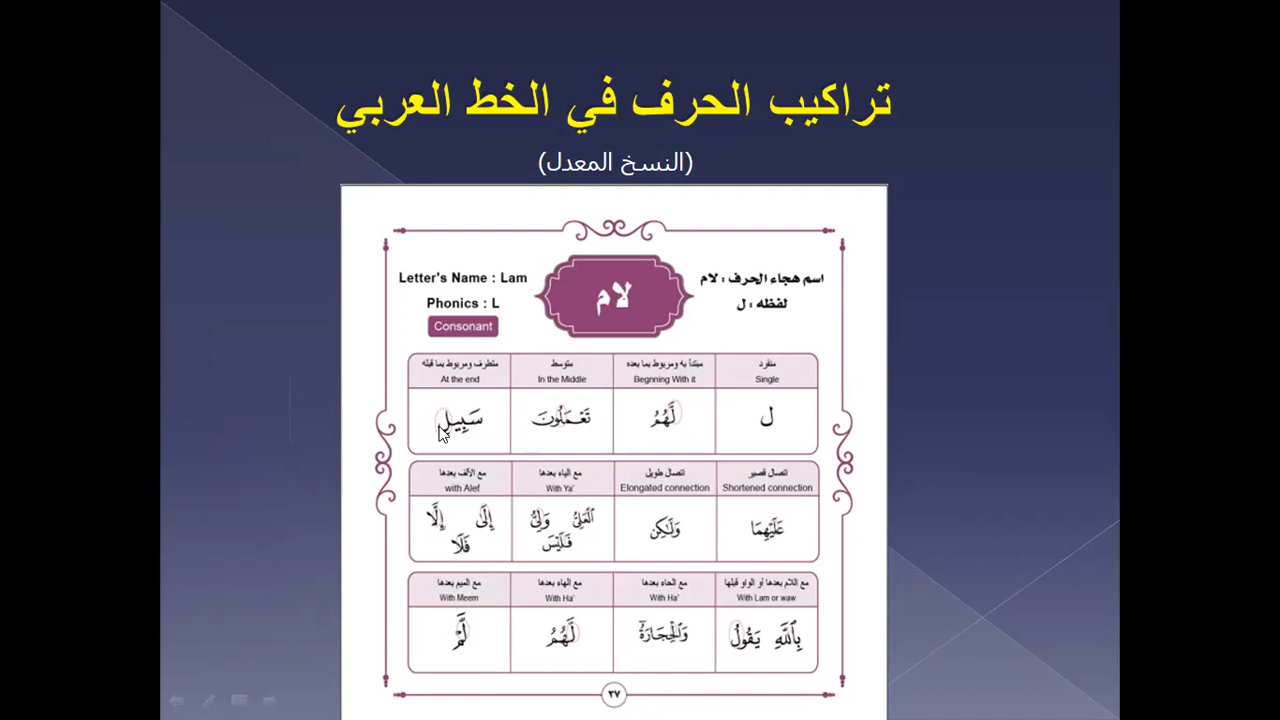 تراكيب الحرف في الخط العربي
(النسخ المعدل)
اسم هجاء الحرف : لام
لفظه : ل
لام
Letter's Name : Lam
Phonics : L
Consonant
منفرد
مبتدأ به ومربوط بما بعده
متوسط
متطرف ومربوط بما قبله
Single
Begnning With it
In the Middle
At the end
ل
لَّهُمُ
تَعْمَلُونَ
سَبِيلِ
اتصال قصير
اتصال طويل
مع الياء بعدها
مع الألف بعدها
Shortened connection
Elongated connection
With Ya'
with Alef
عَلَيْهِمَا
وَلَٰكِن
ٱلْعَلِىُّ وَلِىُّ
فَلَيْسَ
إِلَىٰ إِلَّا
فَلَا
مع اللام بعدها أو الواو قبلها
مع الحاء بعدها
مع الهاء بعدها
مع الميم بعدها
With Lam or waw
With Ha'
With Ha'
With Meem
بِٱللَّهِ يَقُولُ
وَٱلْحِجَارَةُ
لَّهُمُ
لَّمْ
٣٧